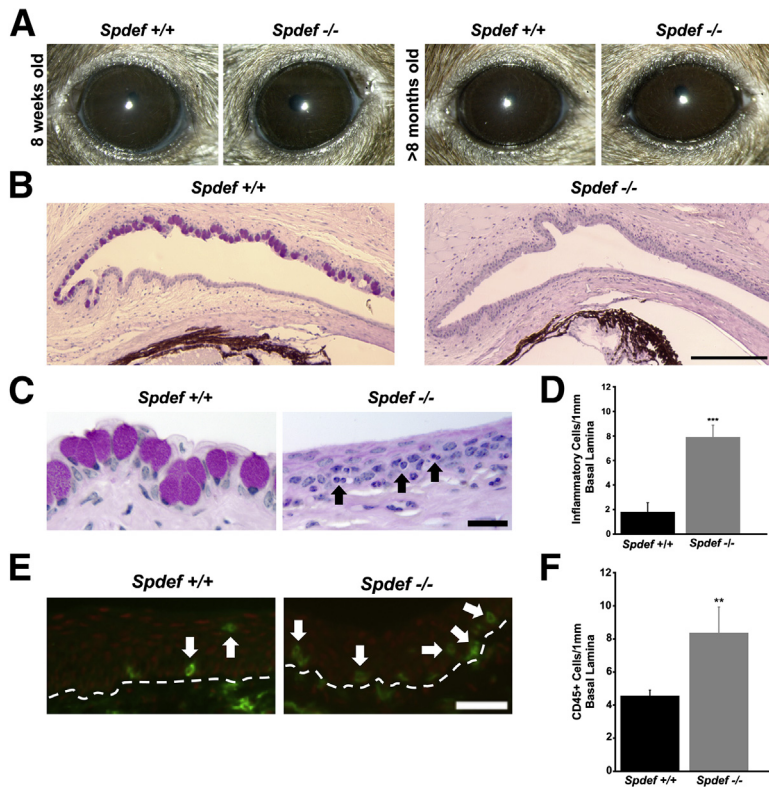 A
Spdef +/+
Spdef -/-
Spdef +/+
Spdef -/-
8 weeks old
>8 months old
B
Spdef +/+
Spdef -/-
C
Spdef +/+
Spdef -/-
D
Inflammatory Cells/1mm
Basal Lamina
12
10
8
6
4
2
0
***
Spdef +/+
Spdef -/-
E
Spdef +/+
Spdef -/-
F
CD45+ Cells/1mm
Basal Lamina
12
10
8
6
4
2
0
**
Spdef +/+
Spdef -/-